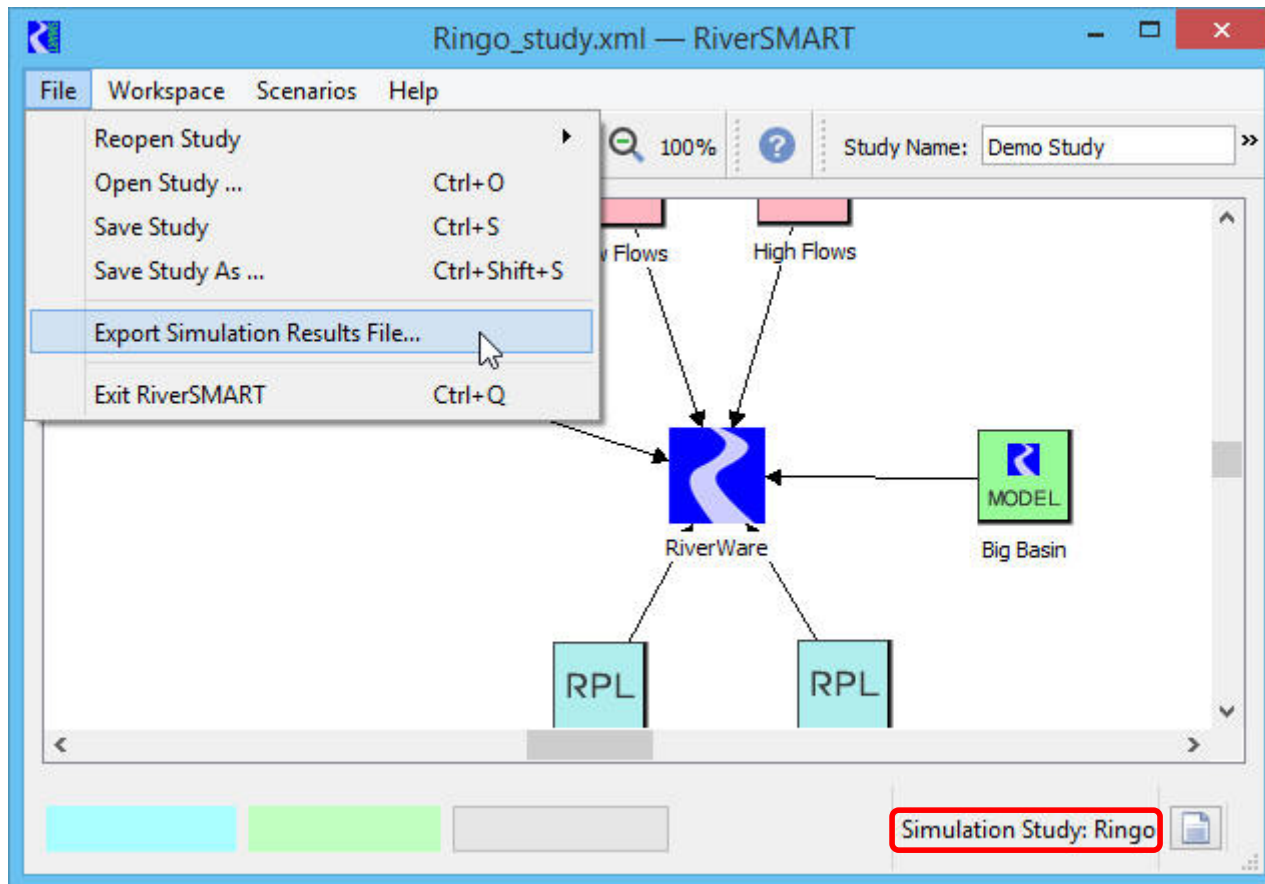 Ringo_study.xml — RiverSMART
File Workspace Scenarios Help
100% Study Name: Demo Study »
Reopen Study
Open Study ... Ctrl+O
Save Study Ctrl+S
Save Study As ... Ctrl+Shift+S
Export Simulation Results File...
Exit RiverSMART Ctrl+Q
Flows
High Flows
MODEL
RiverWare
Big Basin
RPL
RPL
Simulation Study: Ringo